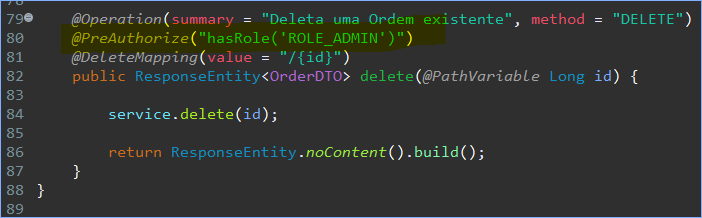 79 @Operation(summary = "Deleta uma Ordem existente", method = "DELETE")
80 @PreAuthorize("hasRole('ROLE_ADMIN')")
81 @DeleteMapping(value = "/{id}")
82 public ResponseEntity<OrderDTO> delete(@PathVariable Long id) {
83
84 service.delete(id);
85
86 return ResponseEntity.noContent().build();
87 }
88 }
89